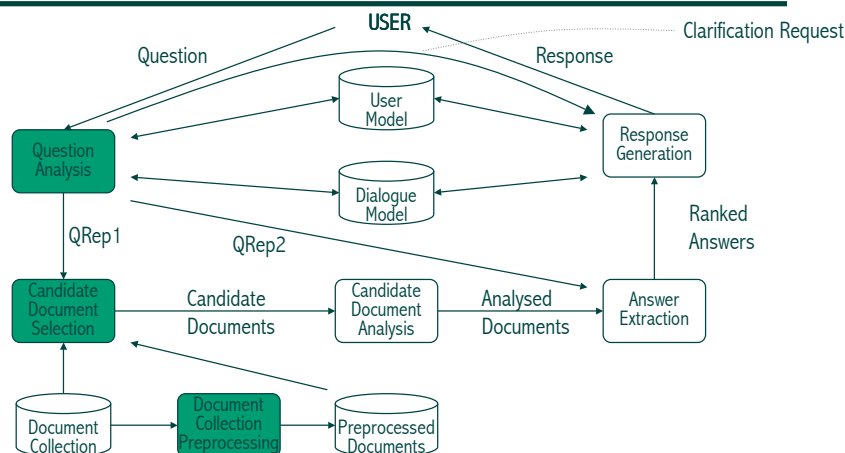 USER
Clarification Request
Question
Response
User
Model
Question
Analysis
Response
Generation
Dialogue
Model
Ranked
Answers
QRep1
QRep2
Candidate
Document
Selection
Candidate
Documents
Candidate
Document
Analysis
Analysed
Documents
Answer
Extraction
Document
Collection
Document
Collection
Preprocessing
Preprocessed
Documents